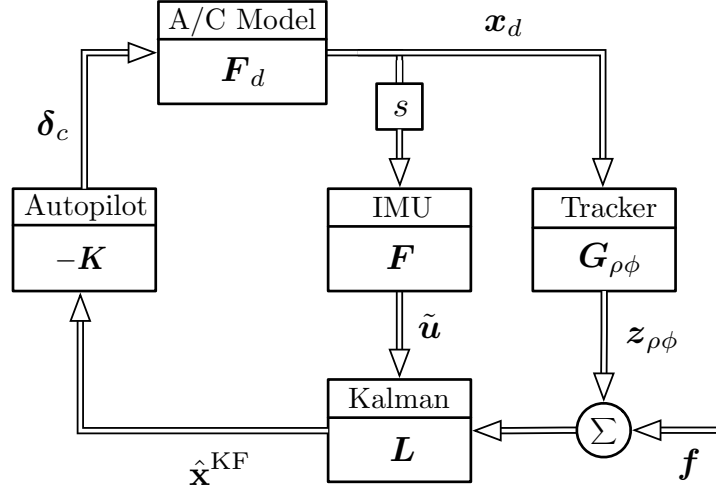 A/C Model
F_d
x_d
s
δ_c
Autopilot
−K
IMU
F
Tracker
G_ρϕ
ũ
z_ρϕ
Kalman
L
Σ
x̂^KF
f